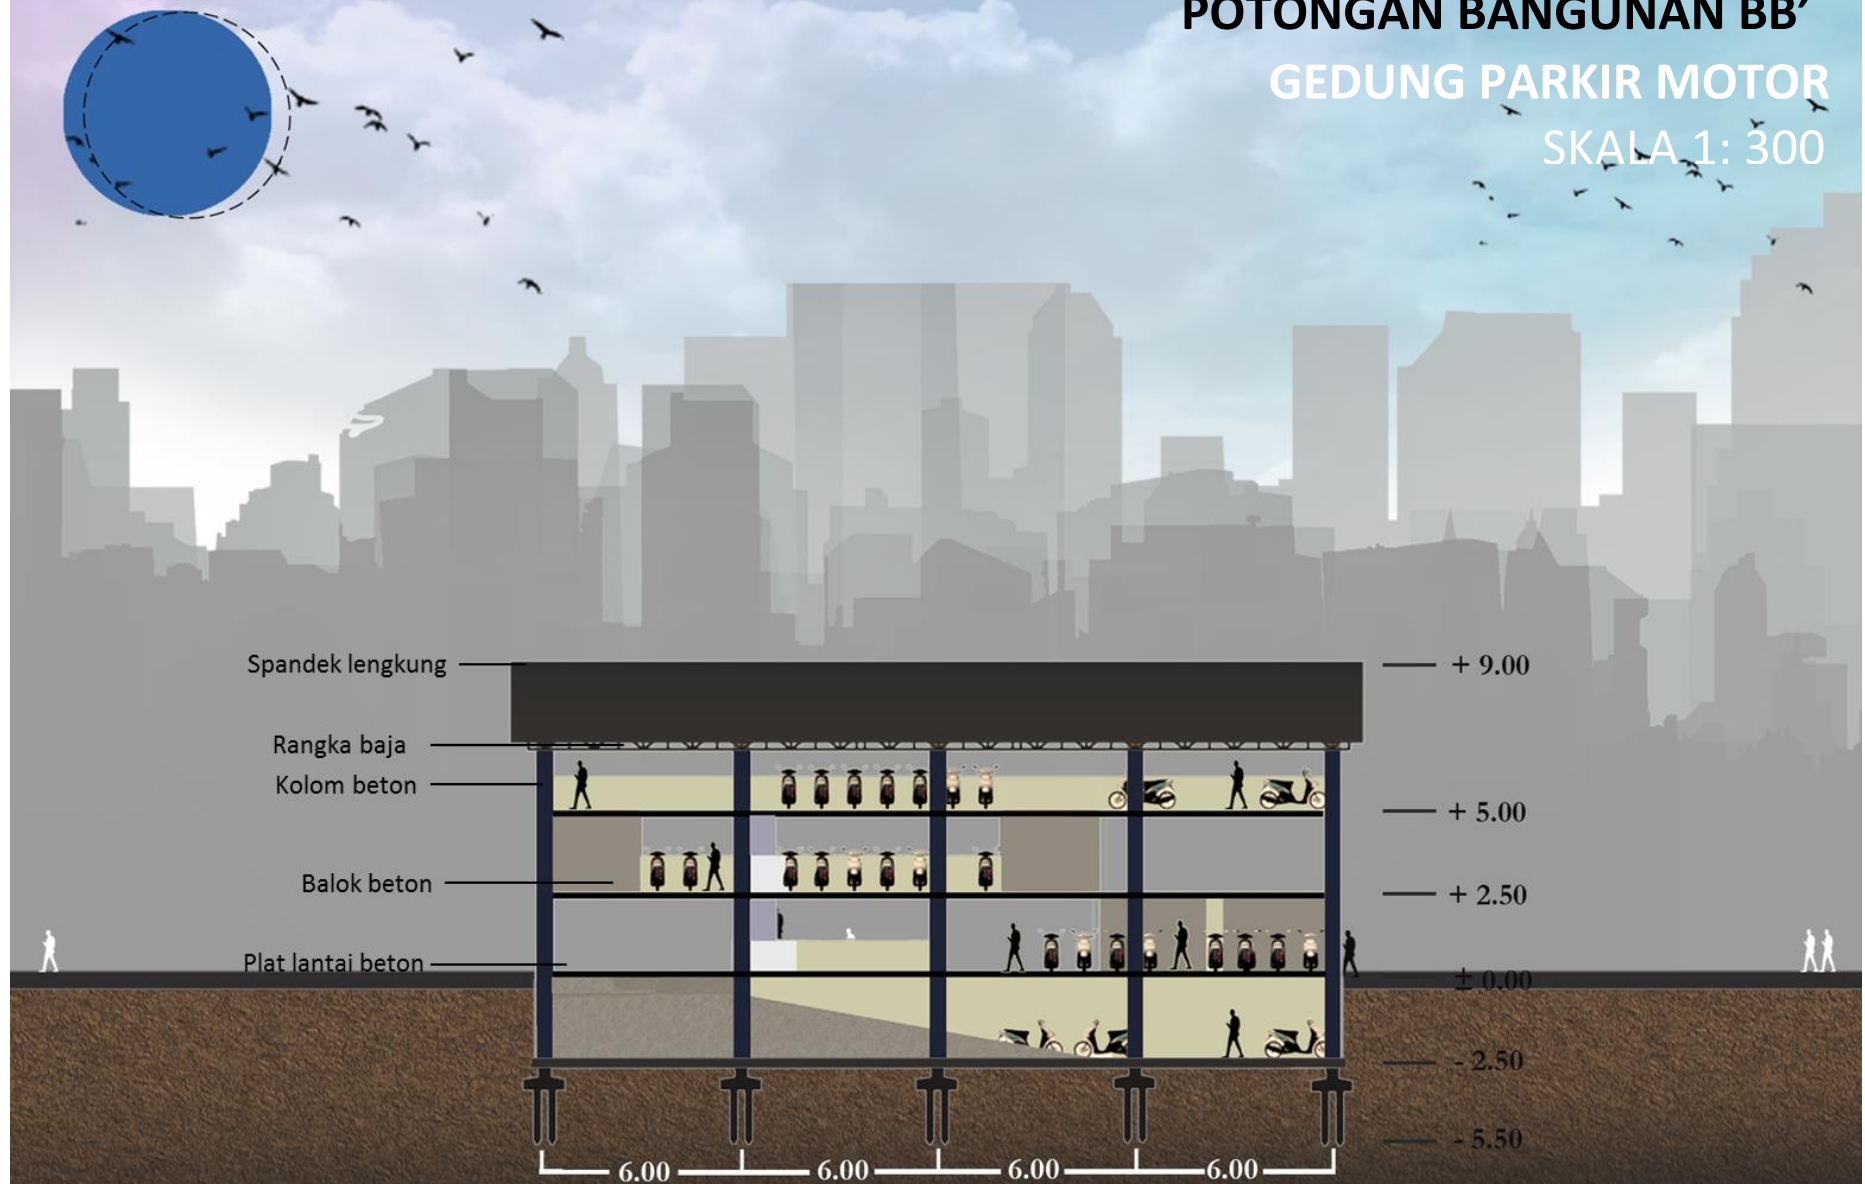 POTONGAN BANGUNAN BB’
GEDUNG PARKIR MOTOR
SKALA 1: 300
Spandek lengkung
+ 9.00
Rangka baja
Kolom beton
+ 5.00
Balok beton
+ 2.50
Plat lantai beton
± 0.00
- 2.50
- 5.50
6.00 6.00 6.00 6.00